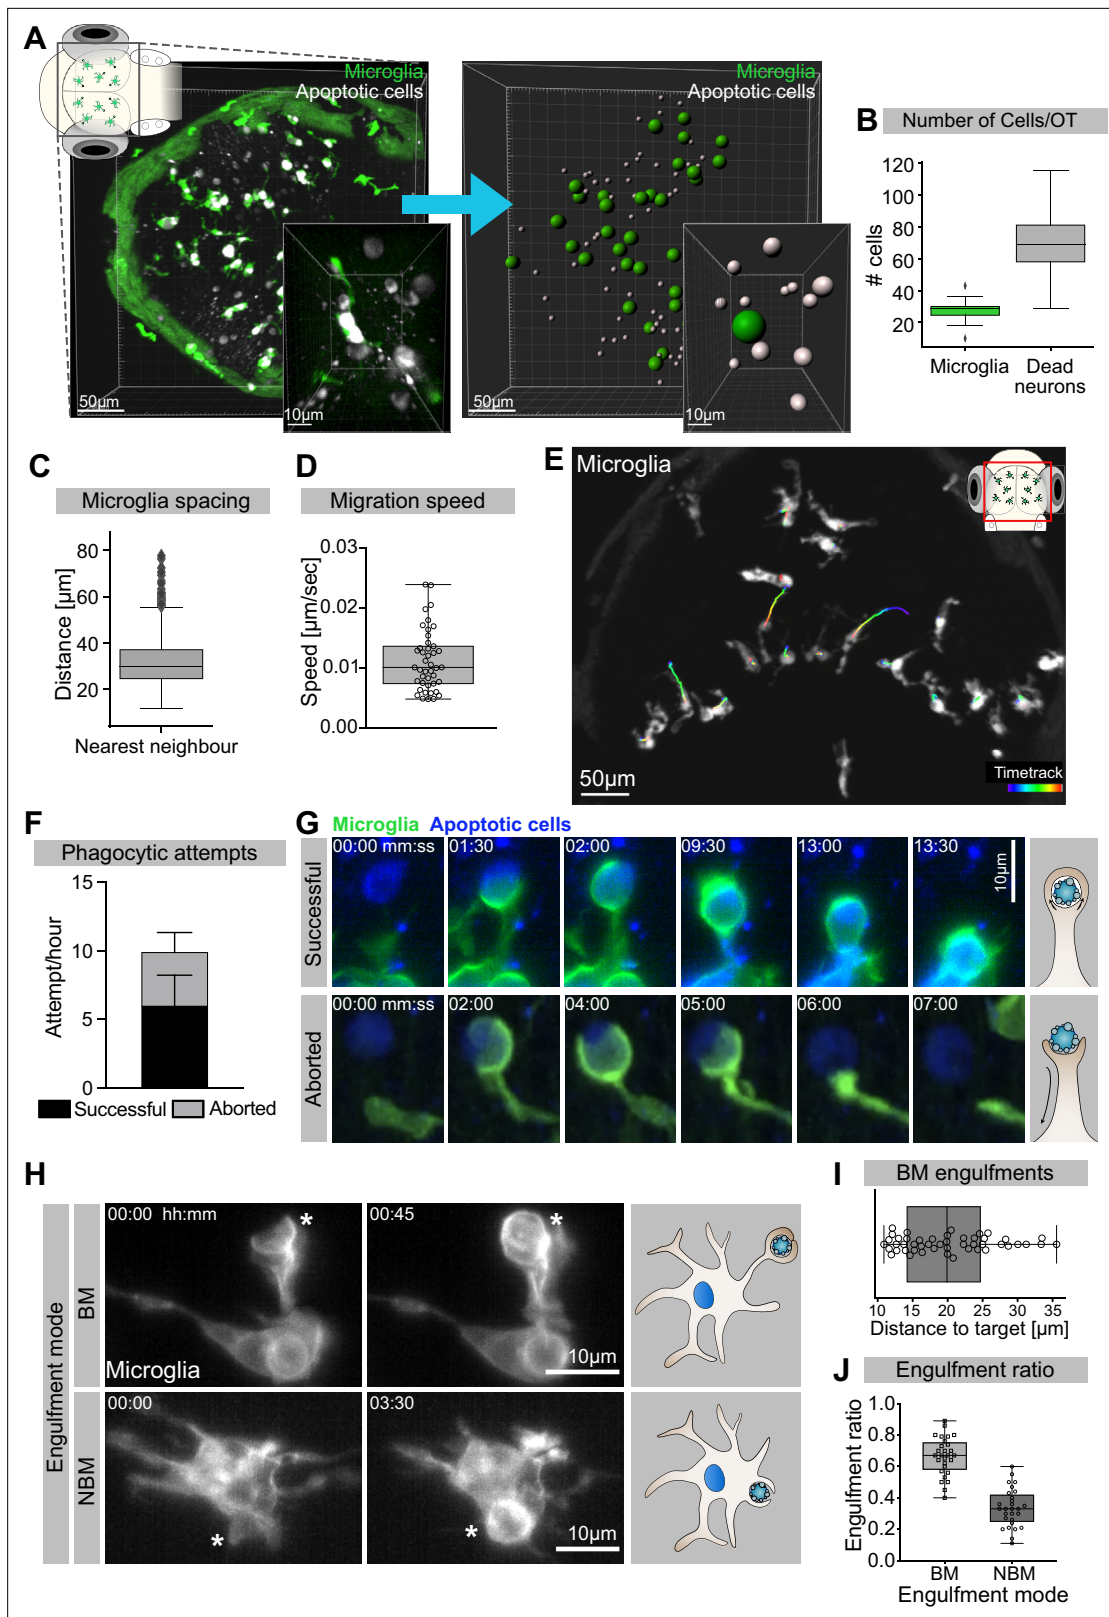 A
Microglia
Apoptotic cells
50µm
10µm
Microglia
Apoptotic cells
50µm
10µm
B
Number of Cells/OT
# cells
120
100
80
60
40
20
Microglia
Dead
neurons
C
Microglia spacing
Distance [µm]
80
60
40
20
Nearest neighbour
D
Migration speed
Speed [µm/sec]
0.03
0.02
0.01
0.00
E
Microglia
50µm
Timetrack
F
Phagocytic attempts
Attempt/hour
15
10
5
0
Successful
Aborted
G
Microglia Apoptotic cells
Successful
00:00 mm:ss
01:30
02:00
09:30
13:00
13:30
10µm
Aborted
00:00 mm:ss
02:00
04:00
05:00
06:00
07:00
H
Engulfment mode
BM
00:00 hh:mm
*
Microglia
00:45
*
10µm
NBM
00:00
*
03:30
*
10µm
I
BM engulfments
10 15 20 25 30 35
Distance to target [µm]
J
Engulfment ratio
Engulfment ratio
1.0
0.8
0.6
0.4
0.2
0.0
BM NBM
Engulfment mode